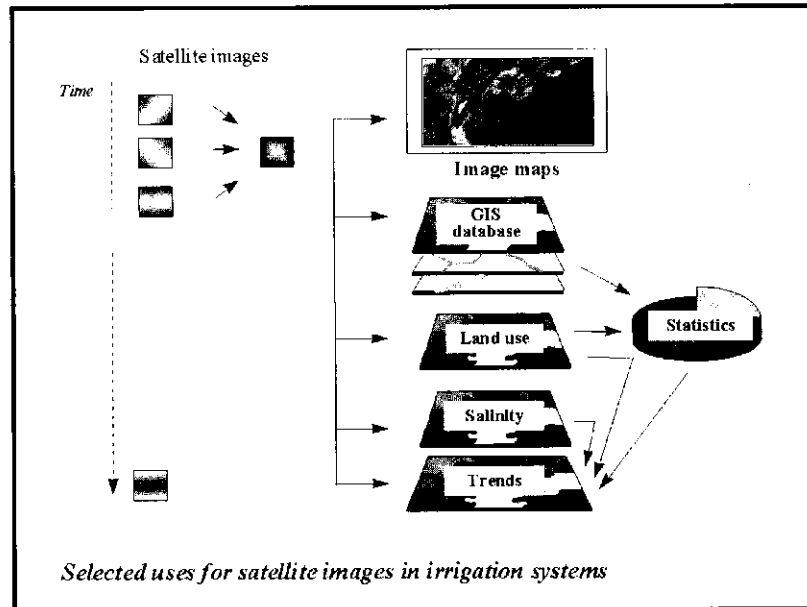 Satellite images
Time
Image maps
GIS
database
Statistics
Land use
Salinity
Trends
Selected uses for satellite images in irrigation systems